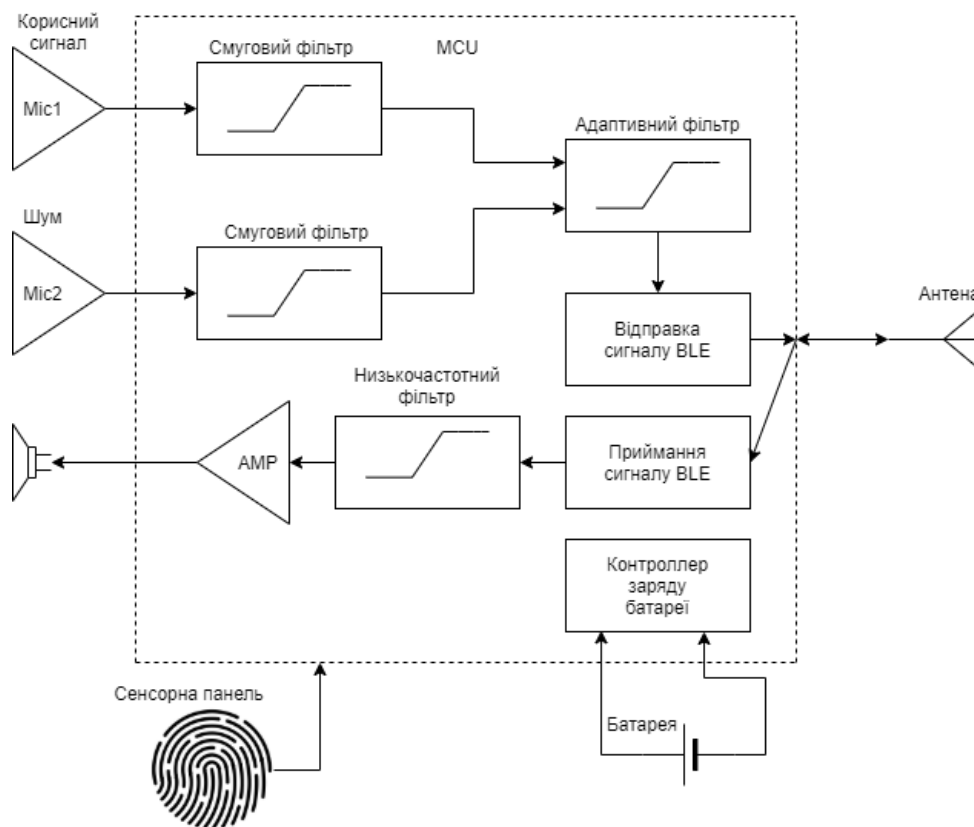 Корисний
сигнал
Mic1
Смуговий фільтр
MCU
Адаптивний фільтр
Шум
Mic2
Смуговий фільтр
Відправка
сигналу BLE
Антена
Низькочастотний
фільтр
AMP
Приймання
сигналу BLE
Контроллер
заряду
батареї
Сенсорна панель
Батарея